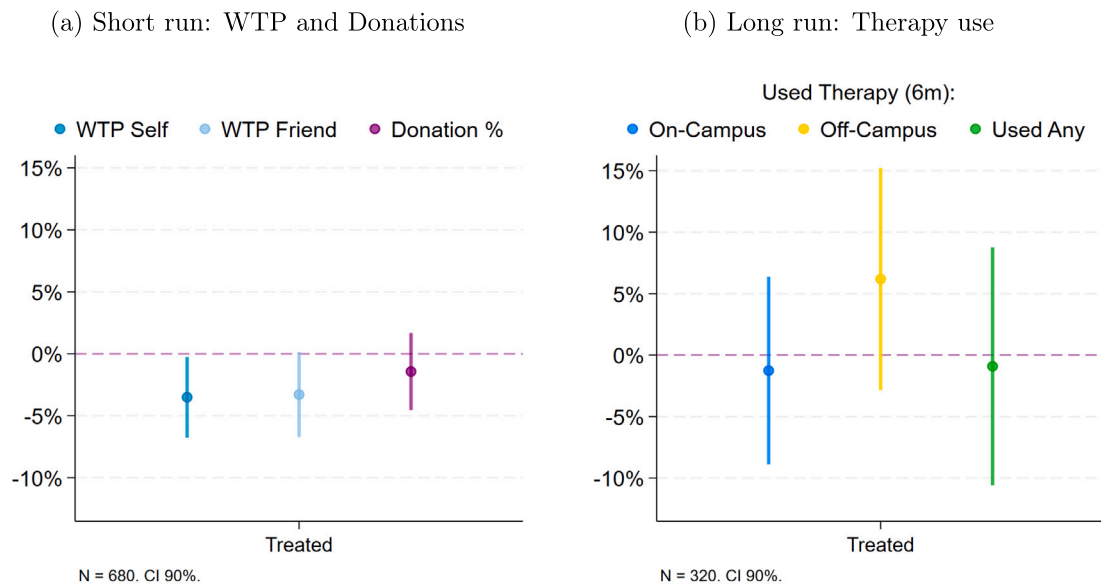 (a) Short run: WTP and Donations
WTP Self WTP Friend Donation %
15%
10%
5%
0%
-5%
-10%
Treated
N = 680. CI 90%.
(b) Long run: Therapy use
Used Therapy (6m):
On-Campus Off-Campus Used Any
15%
10%
5%
0%
-5%
-10%
Treated
N = 320. CI 90%.